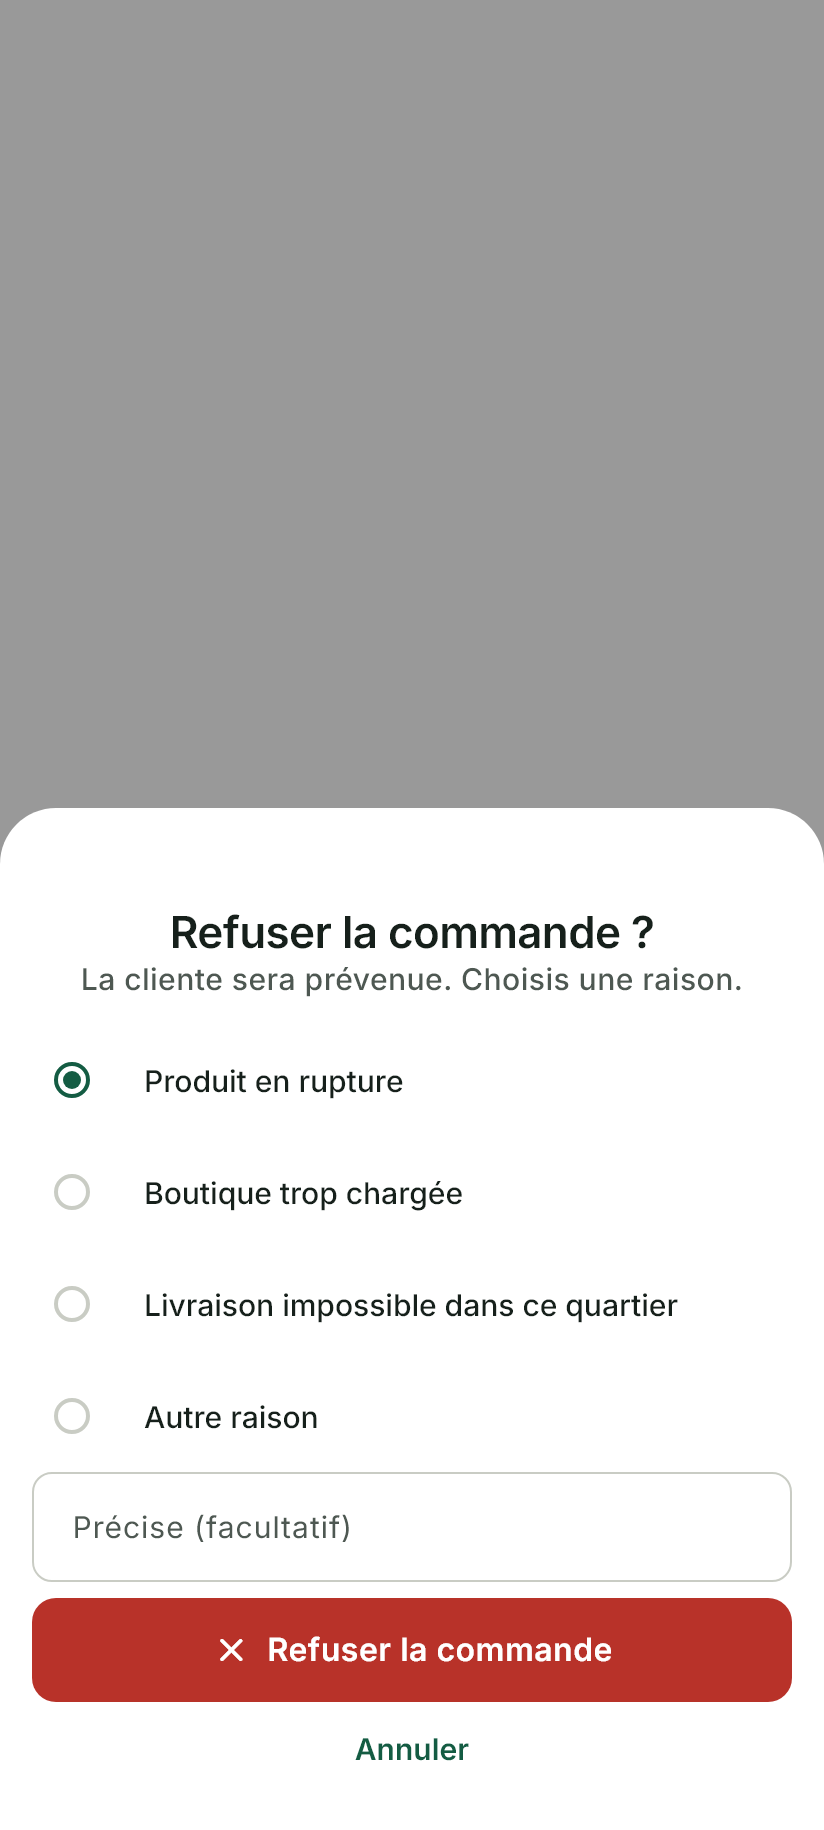 Refuser la commande ?
La cliente sera prévenue. Choisis une raison.
Produit en rupture
Boutique trop chargée
Livraison impossible dans ce quartier
Autre raison
Précise (facultatif)
Refuser la commande
Annuler